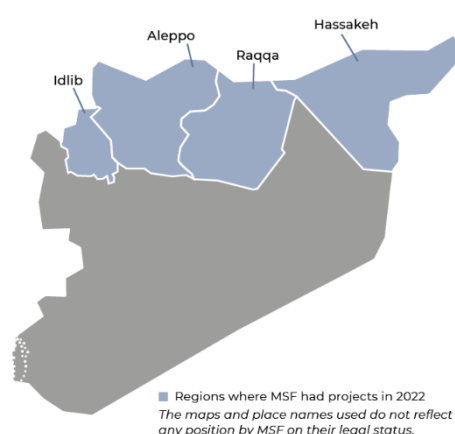 Hassakeh
Aleppo
Raqqa
Idlib
Regions where MSF had projects in 2022
The maps and place names used do not reflect
any position by MSF on their legal status.